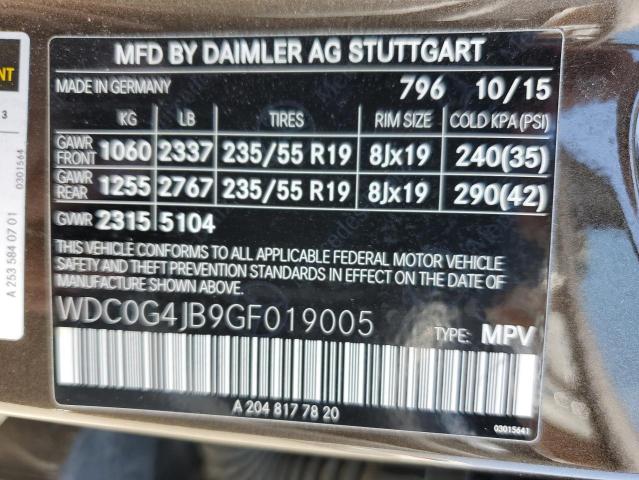 MFD BY DAIMLER AG STUTTGART
MADE IN GERMANY 796 10/15
KG LB TIRES RIM SIZE COLD KPA (PSI)
GAWR FRONT 1060 2337 235/55 R19 8Jx19 240(35)
GAWR REAR 1255 2767 235/55 R19 8Jx19 290(42)
GVWR 2315 5104
THIS VEHICLE CONFORMS TO ALL APPLICABLE FEDERAL MOTOR VEHICLE
SAFETY AND THEFT PREVENTION STANDARDS IN EFFECT ON THE DATE OF
MANUFACTURE SHOWN ABOVE.
WDC0G4JB9GF019005 TYPE: MPV
A 204 817 78 20
03015641
A 253 584 07 01
0301564
3